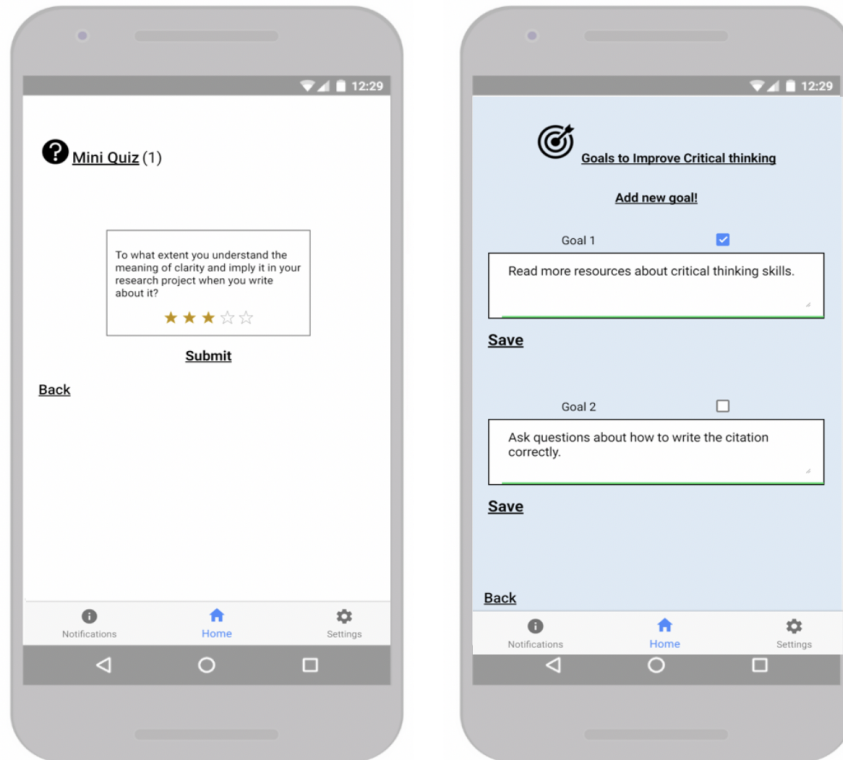 12:29
Mini Quiz (1)
To what extent you understand the
meaning of clarity and imply it in your
research project when you write
about it?
Submit
Back
Notifications
Home
Settings
12:29
Goals to Improve Critical thinking
Add new goal!
Goal 1
Read more resources about critical thinking skills.
Save
Goal 2
Ask questions about how to write the citation
correctly.
Save
Back
Notifications
Home
Settings